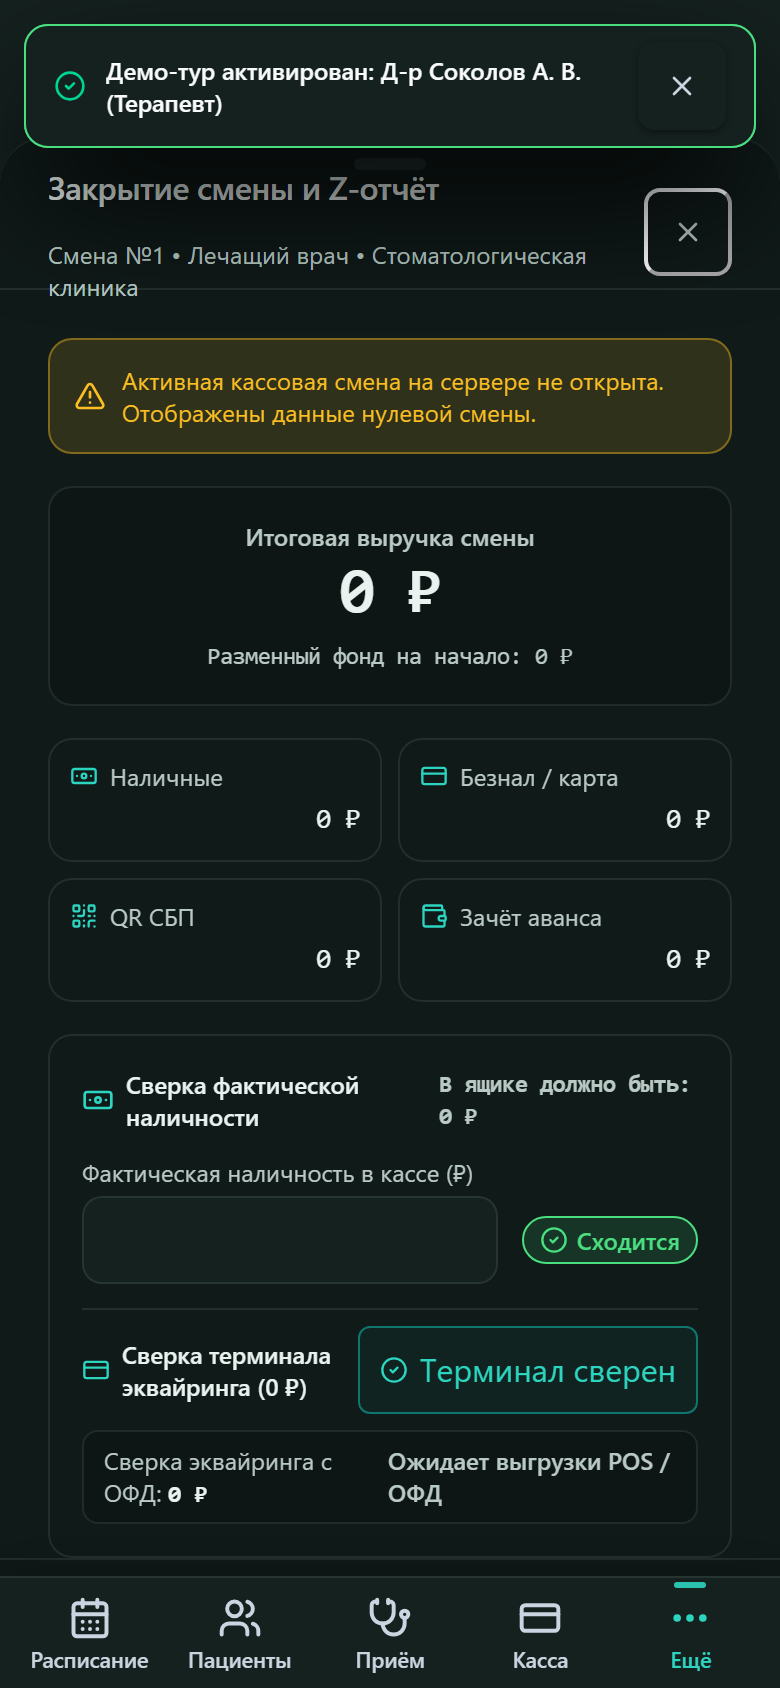 Демо-тур активирован: Д-р Соколов А. В.
(Терапевт)
Закрытие смены и Z-отчёт
Смена №1 • Лечащий врач • Стоматологическая
клиника
Активная кассовая смена на сервере не открыта.
Отображены данные нулевой смены.
Итоговая выручка смены
0 ₽
Разменный фонд на начало: 0 ₽
Наличные
0 ₽
Безнал / карта
0 ₽
QR СБП
0 ₽
Зачёт аванса
0 ₽
Сверка фактической
наличности
В ящике должно быть:
0 ₽
Фактическая наличность в кассе (₽)
Сходится
Сверка терминала
эквайринга (0 ₽)
Терминал сверен
Сверка эквайринга с
ОФД: 0 ₽
Ожидает выгрузки POS /
ОФД
Расписание
Пациенты
Приём
Касса
Ещё